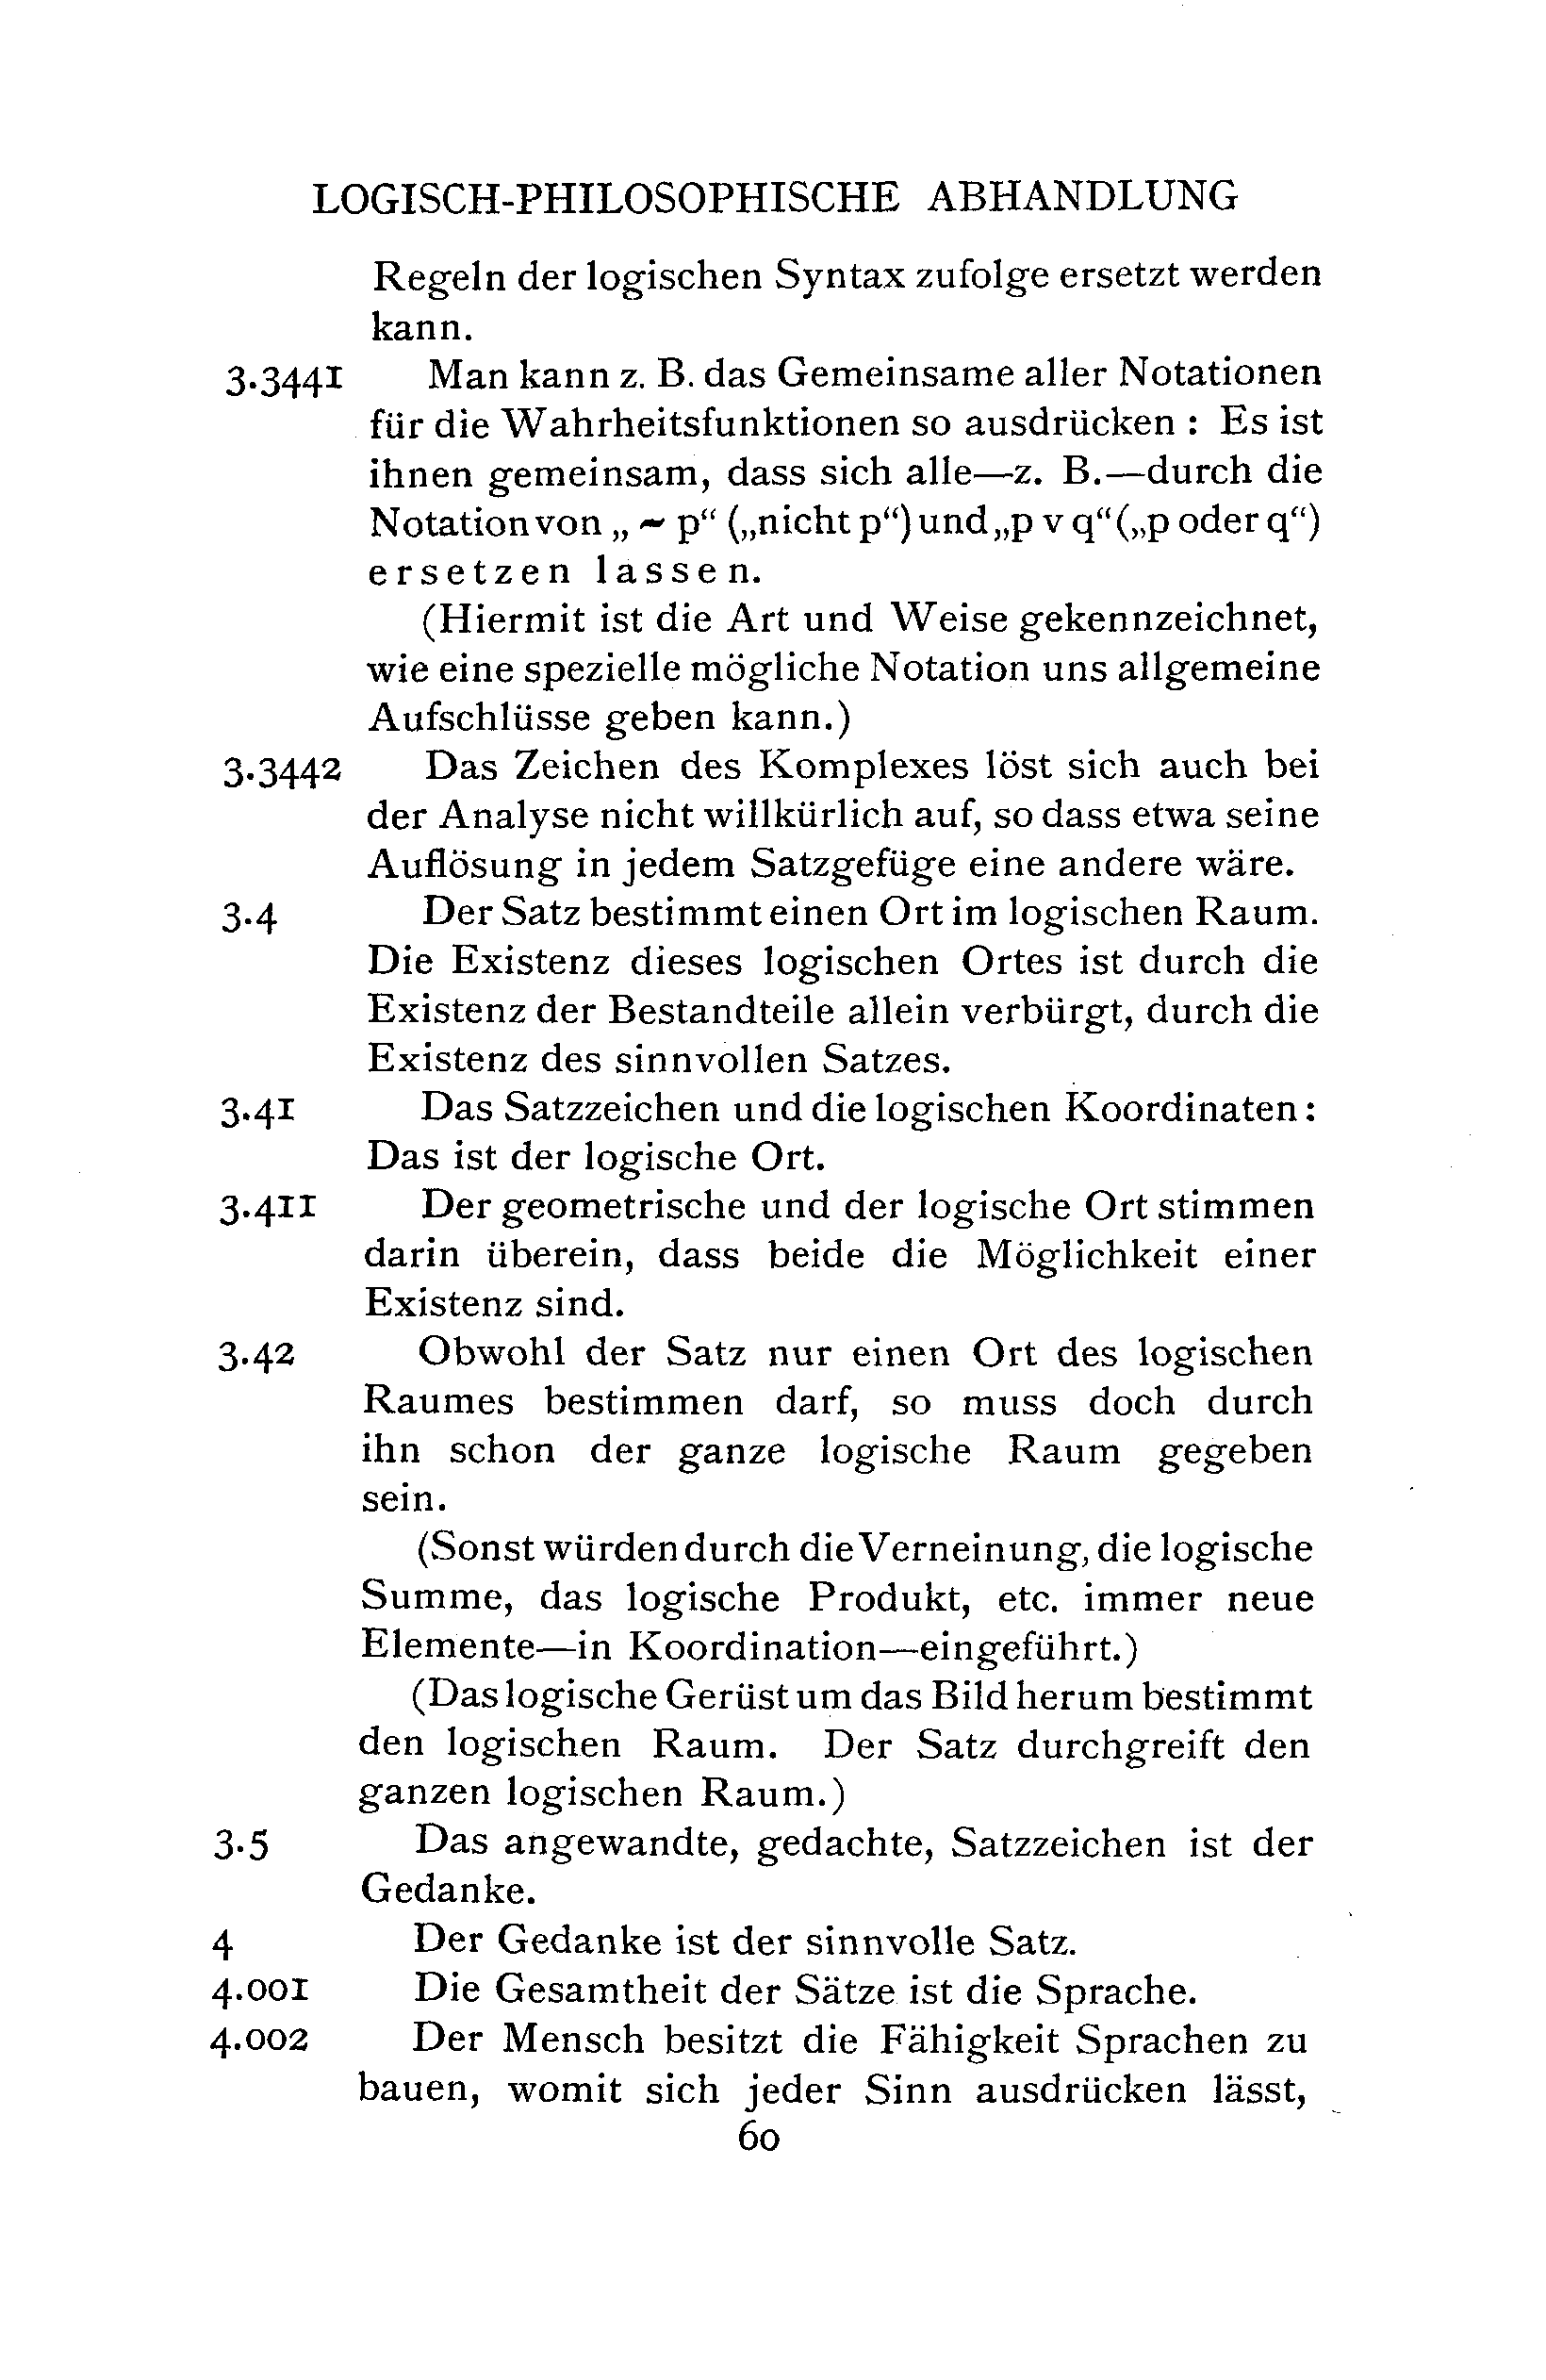 LOGISCH-PHILOSOPHISCHE ABHANDLUNG
Regeln der logischen Syntax zufolge ersetzt werden
kann.
3·3441 Man kann z. B. das Gemeinsame aller Notationen
für die Wahrheitsfunktionen so ausdrücken : Es ist
ihnen gemeinsam, dass sich alle—z. B.—durch die
Notation von „ ~ p“ („nicht p“) und „p v q“ („p oder q“)
ersetzen lassen.
(Hiermit ist die Art und Weise gekennzeichnet,
wie eine spezielle mögliche Notation uns allgemeine
Aufschlüsse geben kann.)
3·3442 Das Zeichen des Komplexes löst sich auch bei
der Analyse nicht willkürlich auf, so dass etwa seine
Auflösung in jedem Satzgefüge eine andere wäre.
3·4 Der Satz bestimmt einen Ort im logischen Raum.
Die Existenz dieses logischen Ortes ist durch die
Existenz der Bestandteile allein verbürgt, durch die
Existenz des sinnvollen Satzes.
3·41 Das Satzzeichen und die logischen Koordinaten:
Das ist der logische Ort.
3·411 Der geometrische und der logische Ort stimmen
darin überein, dass beide die Möglichkeit einer
Existenz sind.
3·42 Obwohl der Satz nur einen Ort des logischen
Raumes bestimmen darf, so muss doch durch
ihn schon der ganze logische Raum gegeben
sein.
(Sonst würden durch die Verneinung, die logische
Summe, das logische Produkt, etc. immer neue
Elemente—in Koordination—eingeführt.)
(Das logische Gerüst um das Bild herum bestimmt
den logischen Raum. Der Satz durchgreift den
ganzen logischen Raum.)
3·5 Das angewandte, gedachte, Satzzeichen ist der
Gedanke.
4 Der Gedanke ist der sinnvolle Satz.
4·001 Die Gesamtheit der Sätze ist die Sprache.
4·002 Der Mensch besitzt die Fähigkeit Sprachen zu
bauen, womit sich jeder Sinn ausdrücken lässt,
60